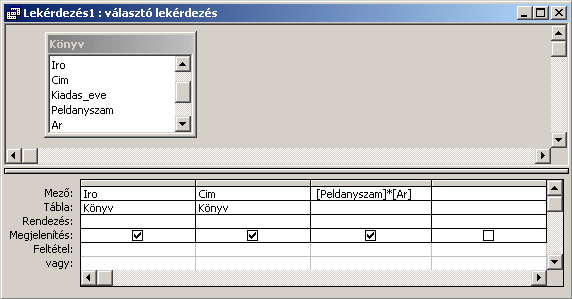 Lekérdezés1 : választó lekérdezés
Könyv
Iro
Cim
Kiadas_eve
Peldanyszam
Ar
Mező: Iro Cim [Peldanyszam]*[Ar]
Tábla: Könyv Könyv
Rendezés:
Megjelenítés:
Feltétel:
vagy: